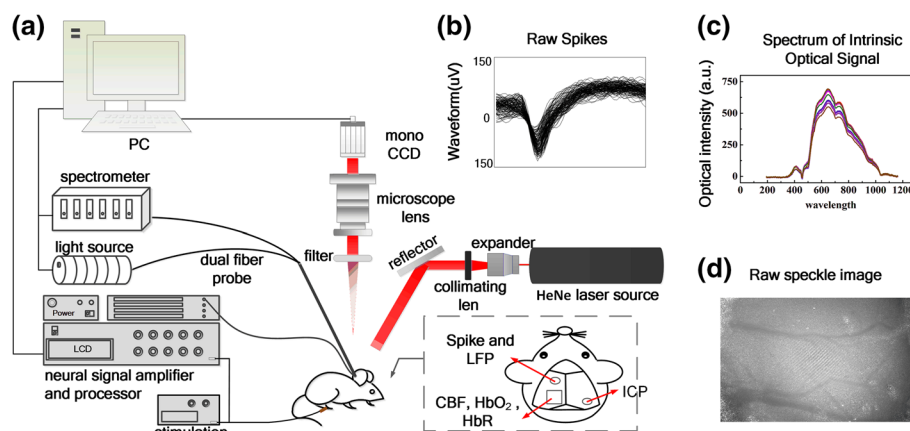 (a)
PC
mono
CCD
spectrometer
microscope
lens
light source
dual fiber
probe
filter
reflector
expander
collimating
len
HeNe laser source
Power
LCD
neural signal amplifier
and processor
stimulation
Spike and
LFP
CBF, HbO2 ,
HbR
ICP
(b)
Raw Spikes
Waveform(uV)
150
0
150
(c)
Spectrum of Intrinsic
Optical Signal
Optical intensity (a.u.)
750
500
250
0
0 200 400 600 800 1000 1200
wavelength
(d)
Raw speckle image